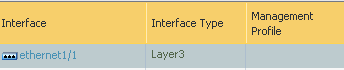 Interface Interface Type Management Profile
ethernet1/1 Layer3